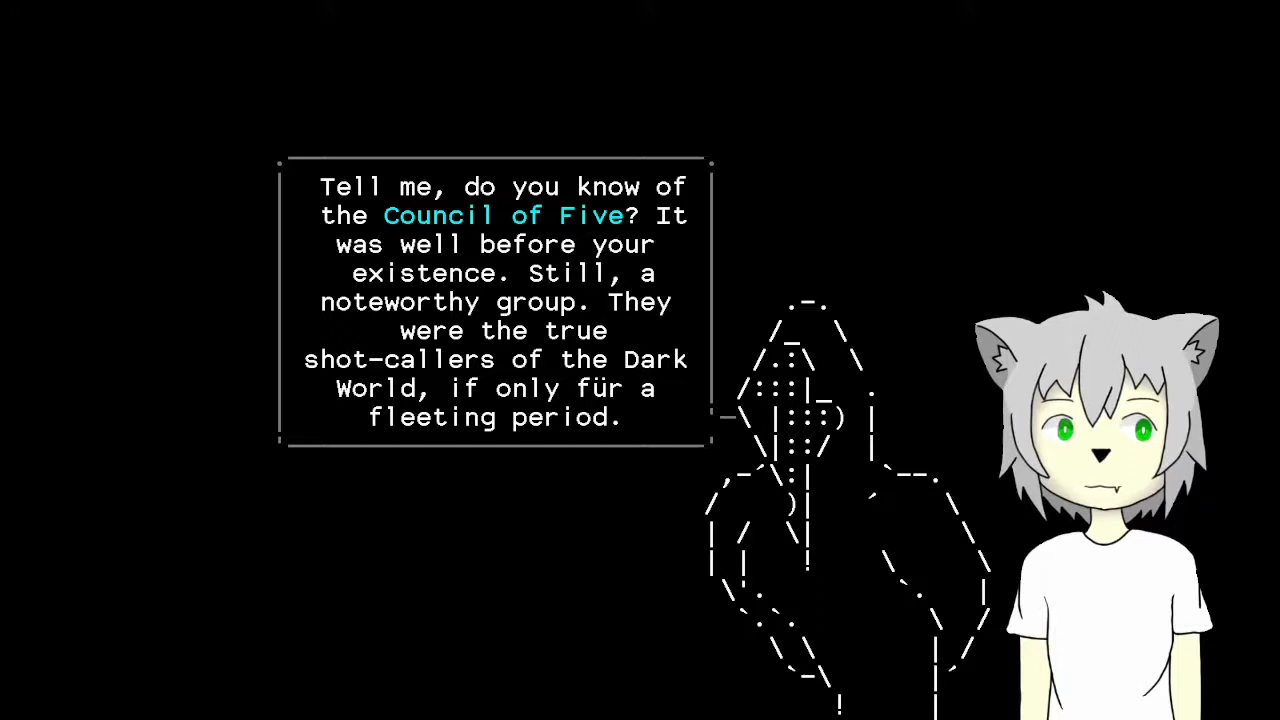 Tell me, do you know of
the Council of Five? It
was well before your
existence. Still, a
noteworthy group. They
were the true
shot-callers of the Dark
World, if only für a
fleeting period.